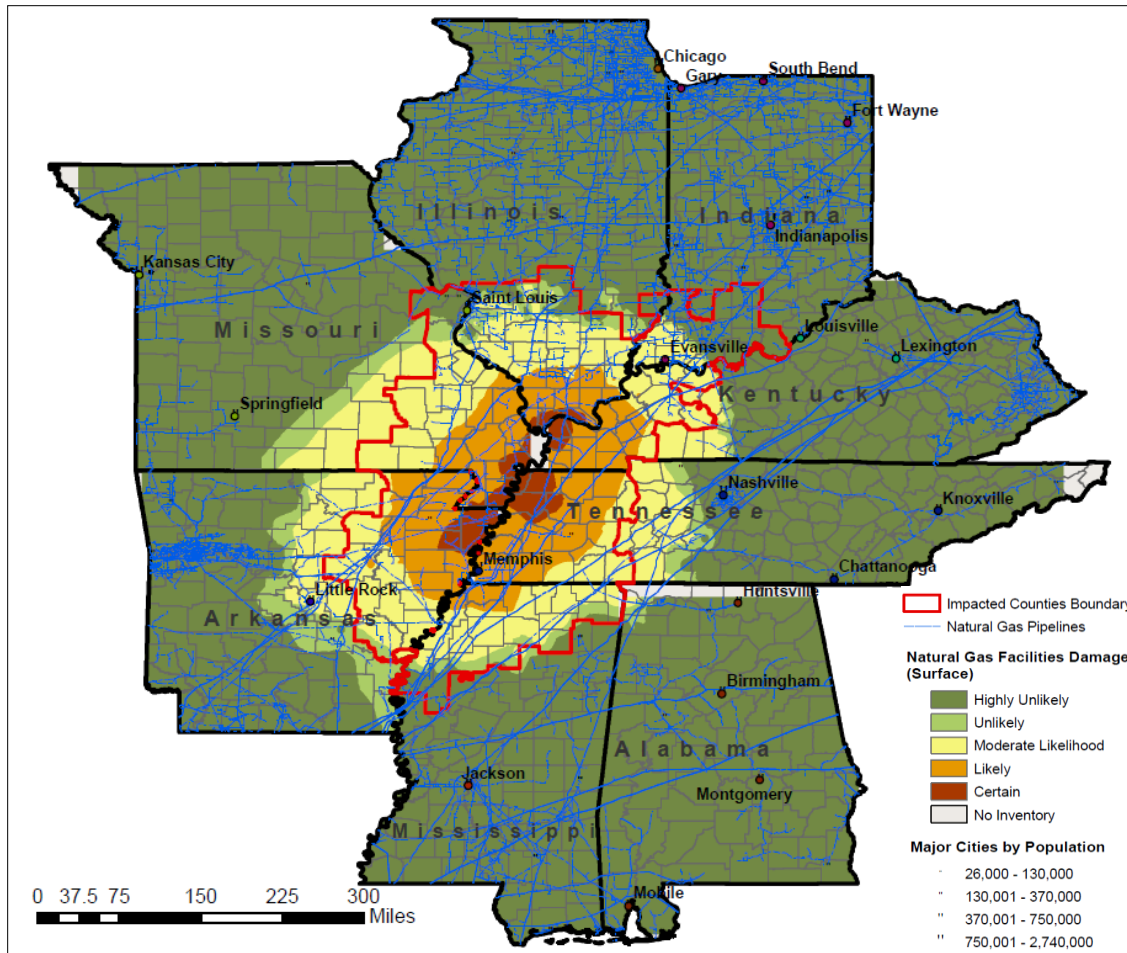 Chicago
Gary
South Bend
Fort Wayne
Illinois
Indiana
Indianapolis
Kansas City
Saint Louis
Missouri
Louisville
Evansville
Lexington
Kentucky
Springfield
Nashville
Knoxville
Tennessee
Memphis
Chattanooga
Little Rock
Huntsville
Arkansas
Birmingham
Alabama
Jackson
Montgomery
Mississippi
Mobile
Impacted Counties Boundary
Natural Gas Pipelines
Natural Gas Facilities Damage
(Surface)
Highly Unlikely
Unlikely
Moderate Likelihood
Likely
Certain
No Inventory
Major Cities by Population
26,000 - 130,000
130,001 - 370,000
370,001 - 750,000
750,001 - 2,740,000
0 37.5 75 150 225 300
Miles